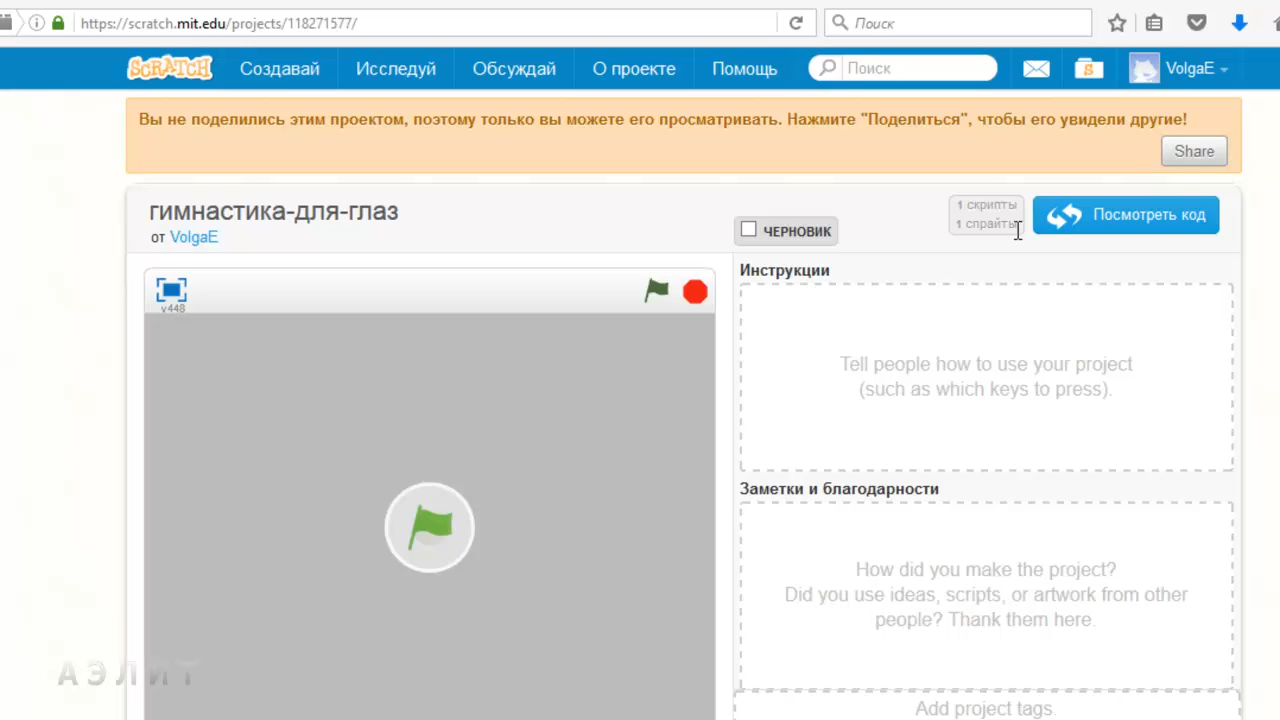 https://scratch.mit.edu/projects/118271577/
Поиск
SCRATCH
Создавай
Исследуй
Обсуждай
О проекте
Помощь
Поиск
S
VolgaE
Вы не поделились этим проектом, поэтому только вы можете его просматривать. Нажмите "Поделиться", чтобы его увидели другие!
Share
гимнастика-для-глаз
от VolgaE
ЧЕРНОВИК
1 скрипты
1 спрайты
Посмотреть код
v448
Инструкции
Tell people how to use your project
(such as which keys to press).
Заметки и благодарности
How did you make the project?
Did you use ideas, scripts, or artwork from other
people? Thank them here.
Add project tags.
АЭЛИТ